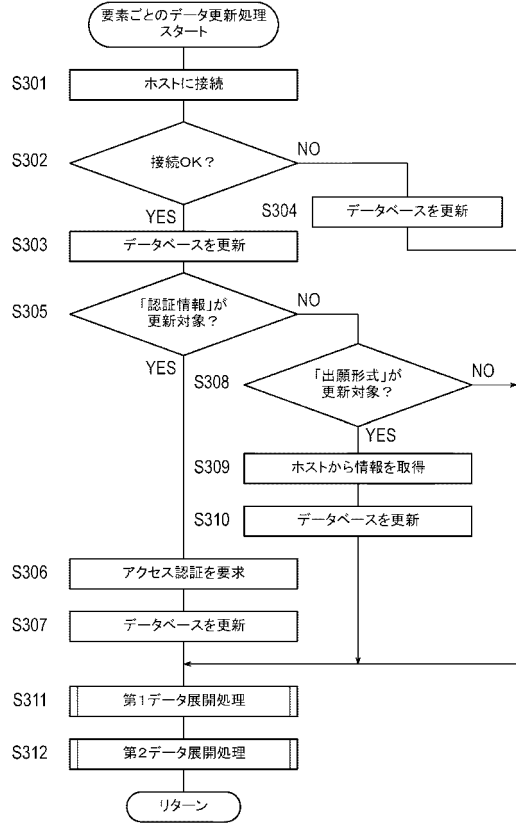 要素ごとのデータ更新処理
スタート
S301
ホストに接続
S302
接続OK？
NO
YES
S304
データベースを更新
S303
データベースを更新
S305
「認証情報」が
更新対象？
NO
YES
S308
「出願形式」が
更新対象？
NO
YES
S309
ホストから情報を取得
S310
データベースを更新
S306
アクセス認証を要求
S307
データベースを更新
S311
第1データ展開処理
S312
第2データ展開処理
リターン